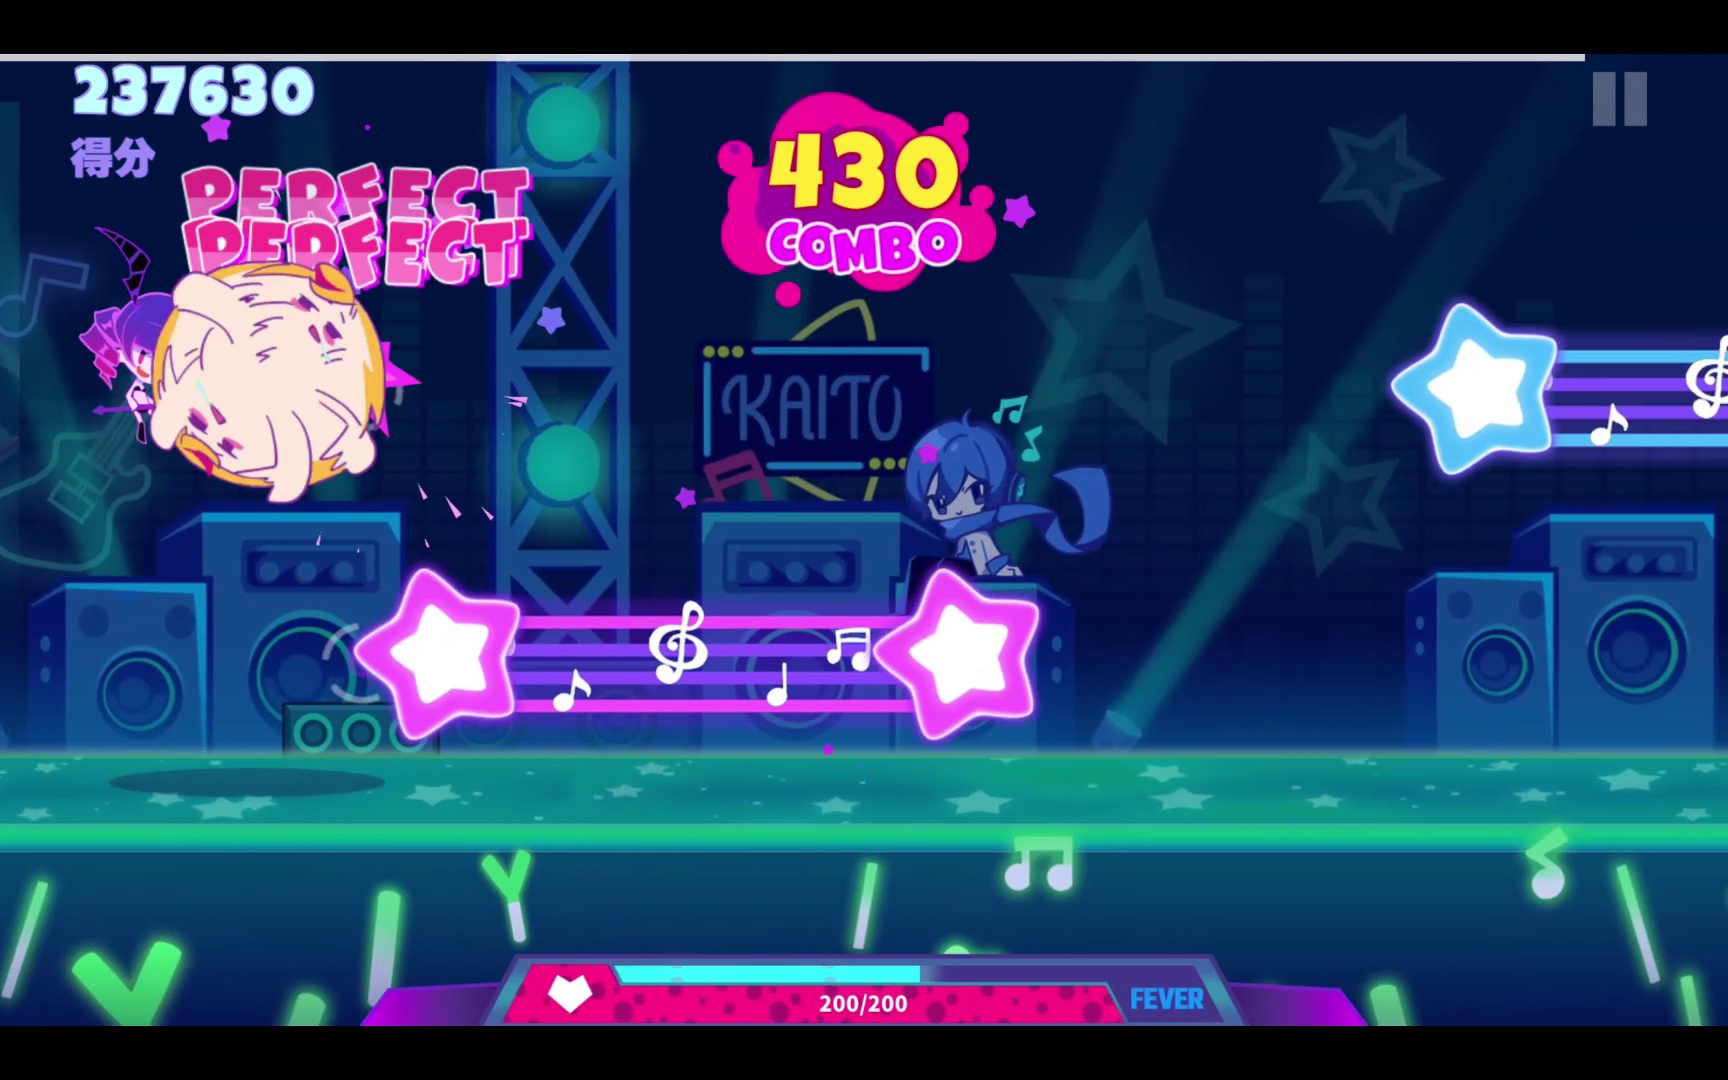 237630
得分
PERFECT
PERFECT
430
COMBO
KAITO
200/200
FEVER